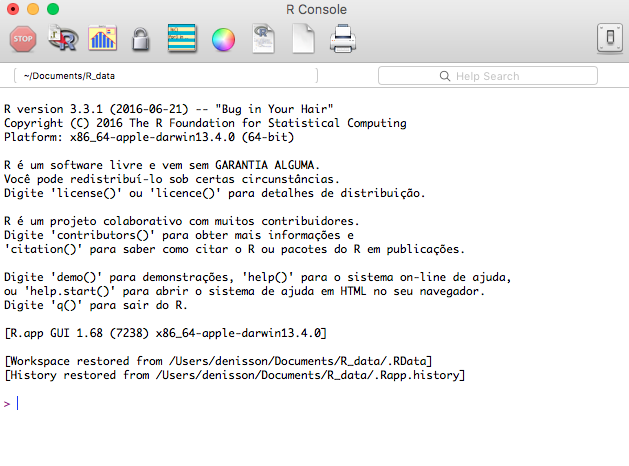 R Console
STOP
~/Documents/R_data
Help Search
R version 3.3.1 (2016-06-21) -- "Bug in Your Hair"
Copyright (C) 2016 The R Foundation for Statistical Computing
Platform: x86_64-apple-darwin13.4.0 (64-bit)
R é um software livre e vem sem GARANTIA ALGUMA.
Você pode redistribuí-lo sob certas circunstâncias.
Digite 'license()' ou 'licence()' para detalhes de distribuição.
R é um projeto colaborativo com muitos contribuidores.
Digite 'contributors()' para obter mais informações e
'citation()' para saber como citar o R ou pacotes do R em publicações.
Digite 'demo()' para demonstrações, 'help()' para o sistema on-line de ajuda,
ou 'help.start()' para abrir o sistema de ajuda em HTML no seu navegador.
Digite 'q()' para sair do R.
[R.app GUI 1.68 (7238) x86_64-apple-darwin13.4.0]
[Workspace restored from /Users/denisson/Documents/R_data/.RData]
[History restored from /Users/denisson/Documents/R_data/.Rapp.history]
>